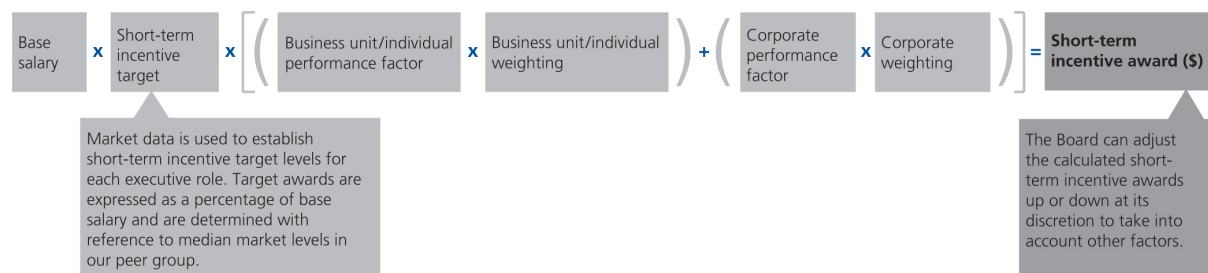 Base salary x Short-term incentive target x [( Business unit/individual performance factor x Business unit/individual weighting ) + ( Corporate performance factor x Corporate weighting )] = Short-term incentive award ($)
Market data is used to establish
short-term incentive target levels for
each executive role. Target awards are
expressed as a percentage of base
salary and are determined with
reference to median market levels in
our peer group.
The Board can adjust
the calculated short-
term incentive awards
up or down at its
discretion to take into
account other factors.